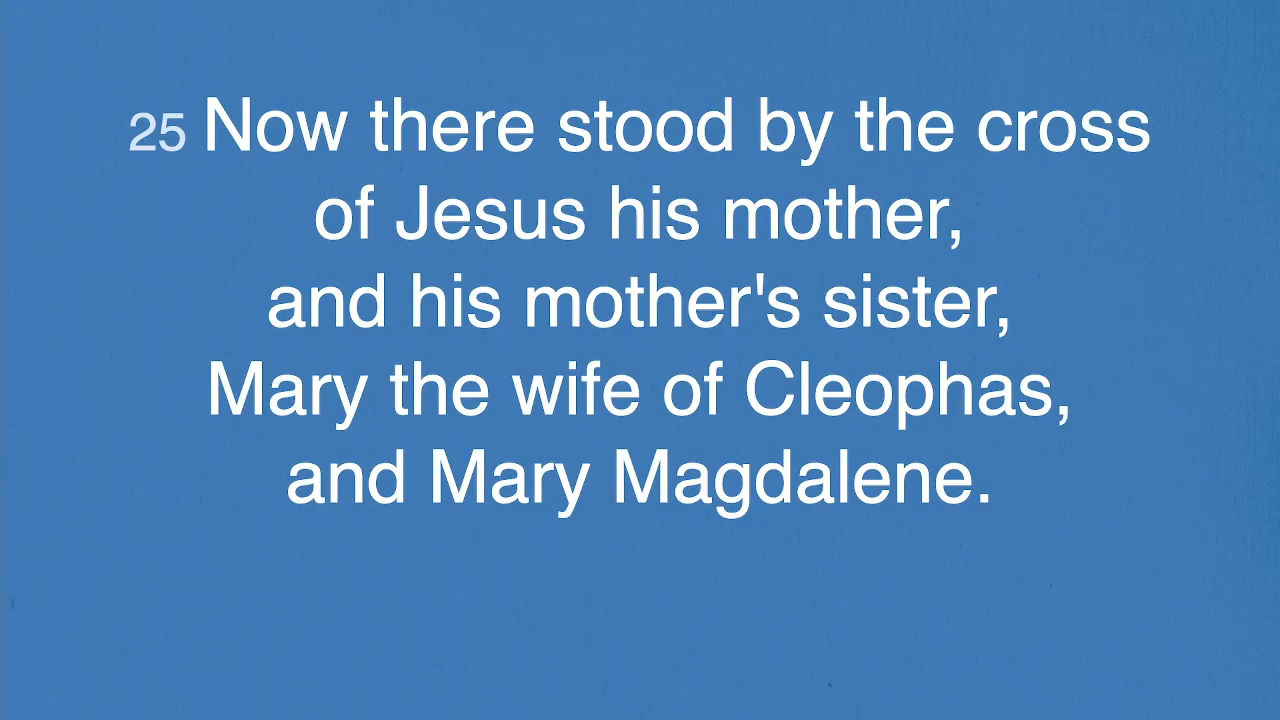 25 Now there stood by the cross
of Jesus his mother,
and his mother's sister,
Mary the wife of Cleophas,
and Mary Magdalene.